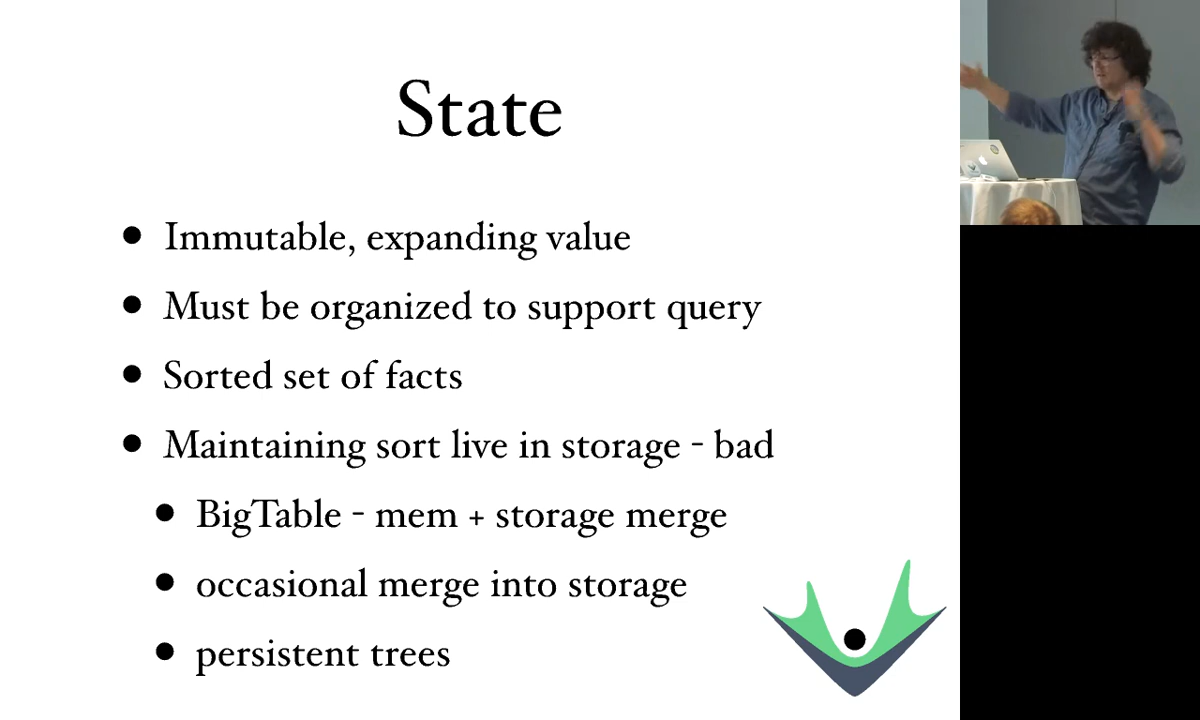 State
• Immutable, expanding value
• Must be organized to support query
• Sorted set of facts
• Maintaining sort live in storage - bad
• BigTable - mem + storage merge
• occasional merge into storage
• persistent trees